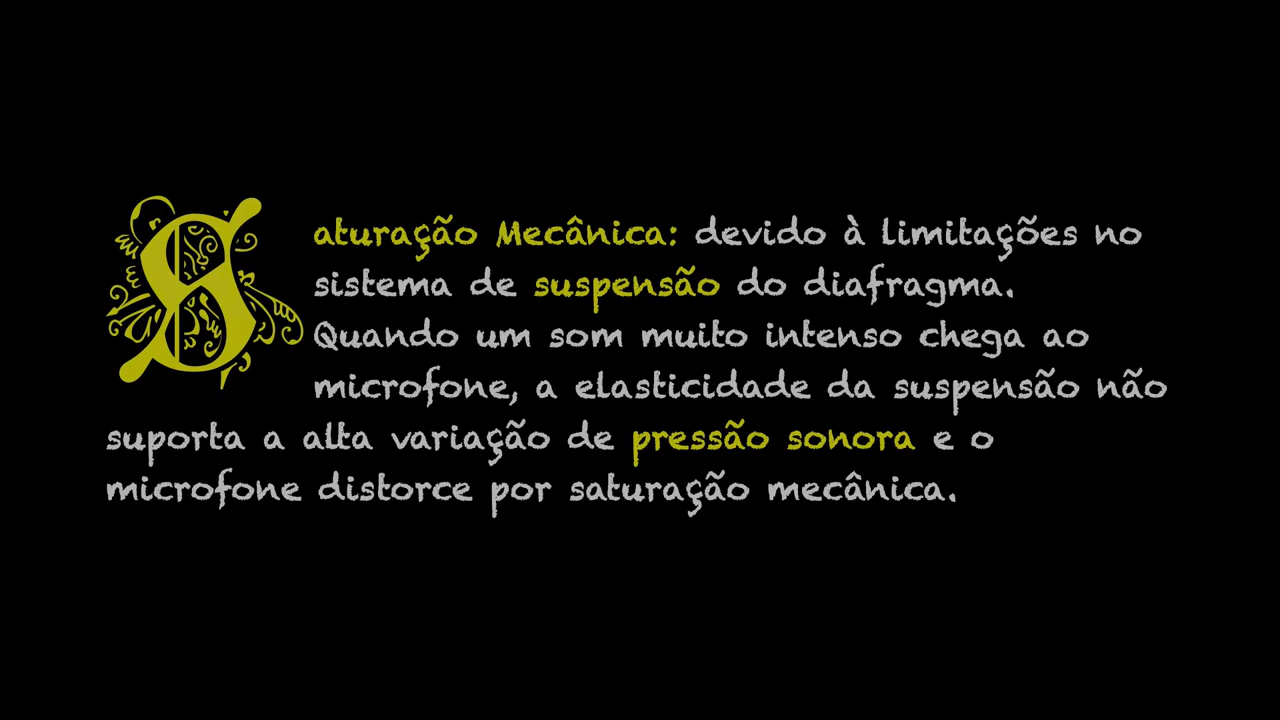 Saturação Mecânica: devido à limitações no
sistema de suspensão do diafragma.
Quando um som muito intenso chega ao
microfone, a elasticidade da suspensão não
suporta a alta variação de pressão sonora e o
microfone distorce por saturação mecânica.